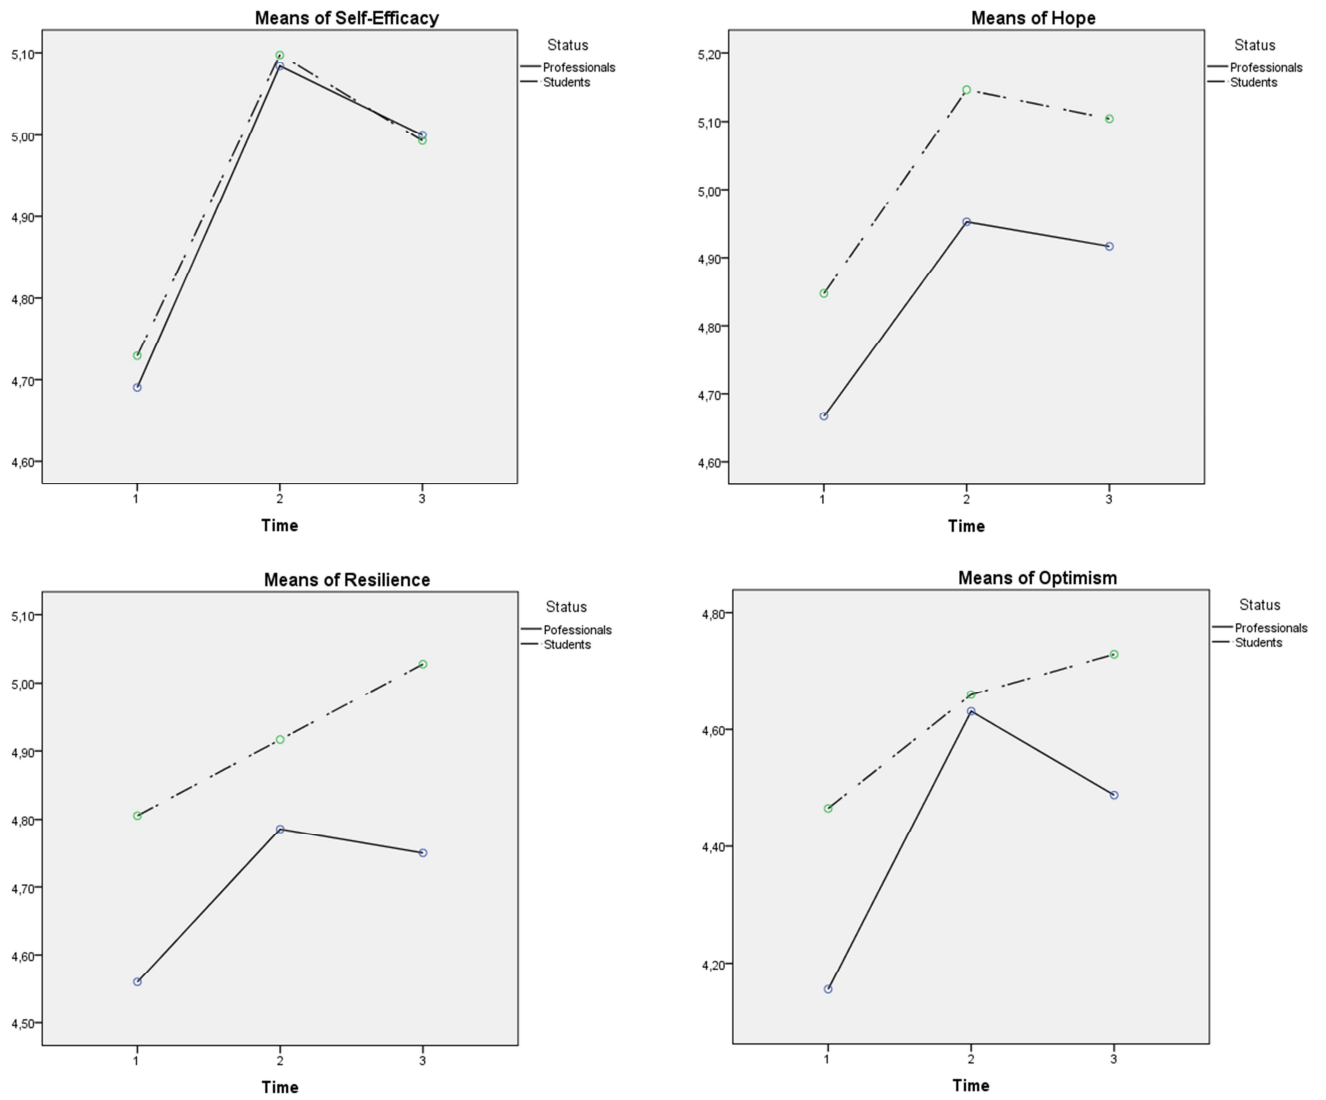 Means of Self-Efficacy
Status
Professionals
Students
5,10
5,00
4,90
4,80
4,70
4,60
1 2 3
Time
Means of Hope
Status
Professionals
Students
5,20
5,10
5,00
4,90
4,80
4,70
4,60
1 2 3
Time
Means of Resilience
Status
Pofessionals
Students
5,10
5,00
4,90
4,80
4,70
4,60
4,50
1 2 3
Time
Means of Optimism
Status
Professionals
Students
4,80
4,60
4,40
4,20
1 2 3
Time